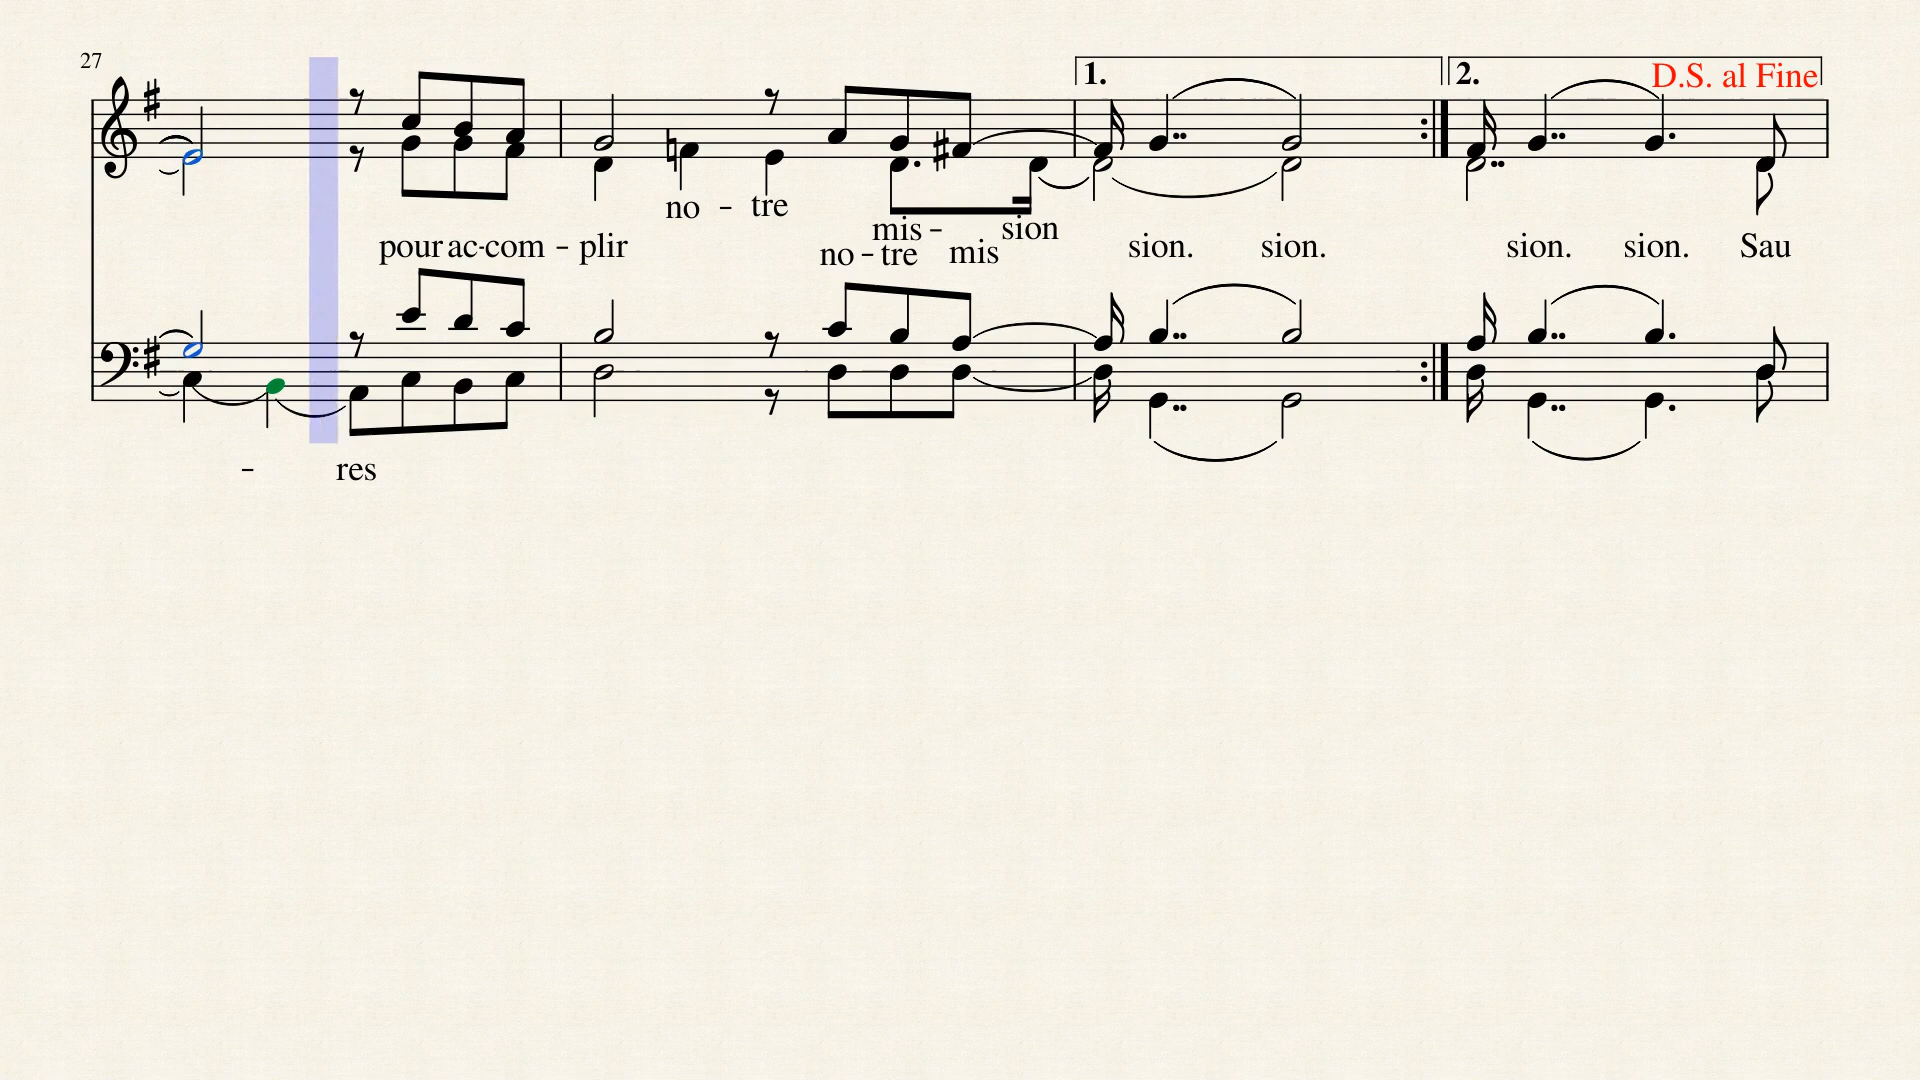 27
1.
2.
D.S. al Fine
no - tre
mis - sion
pour ac-com - plir
no - tre mis
sion. sion.
sion. sion. Sau
- res